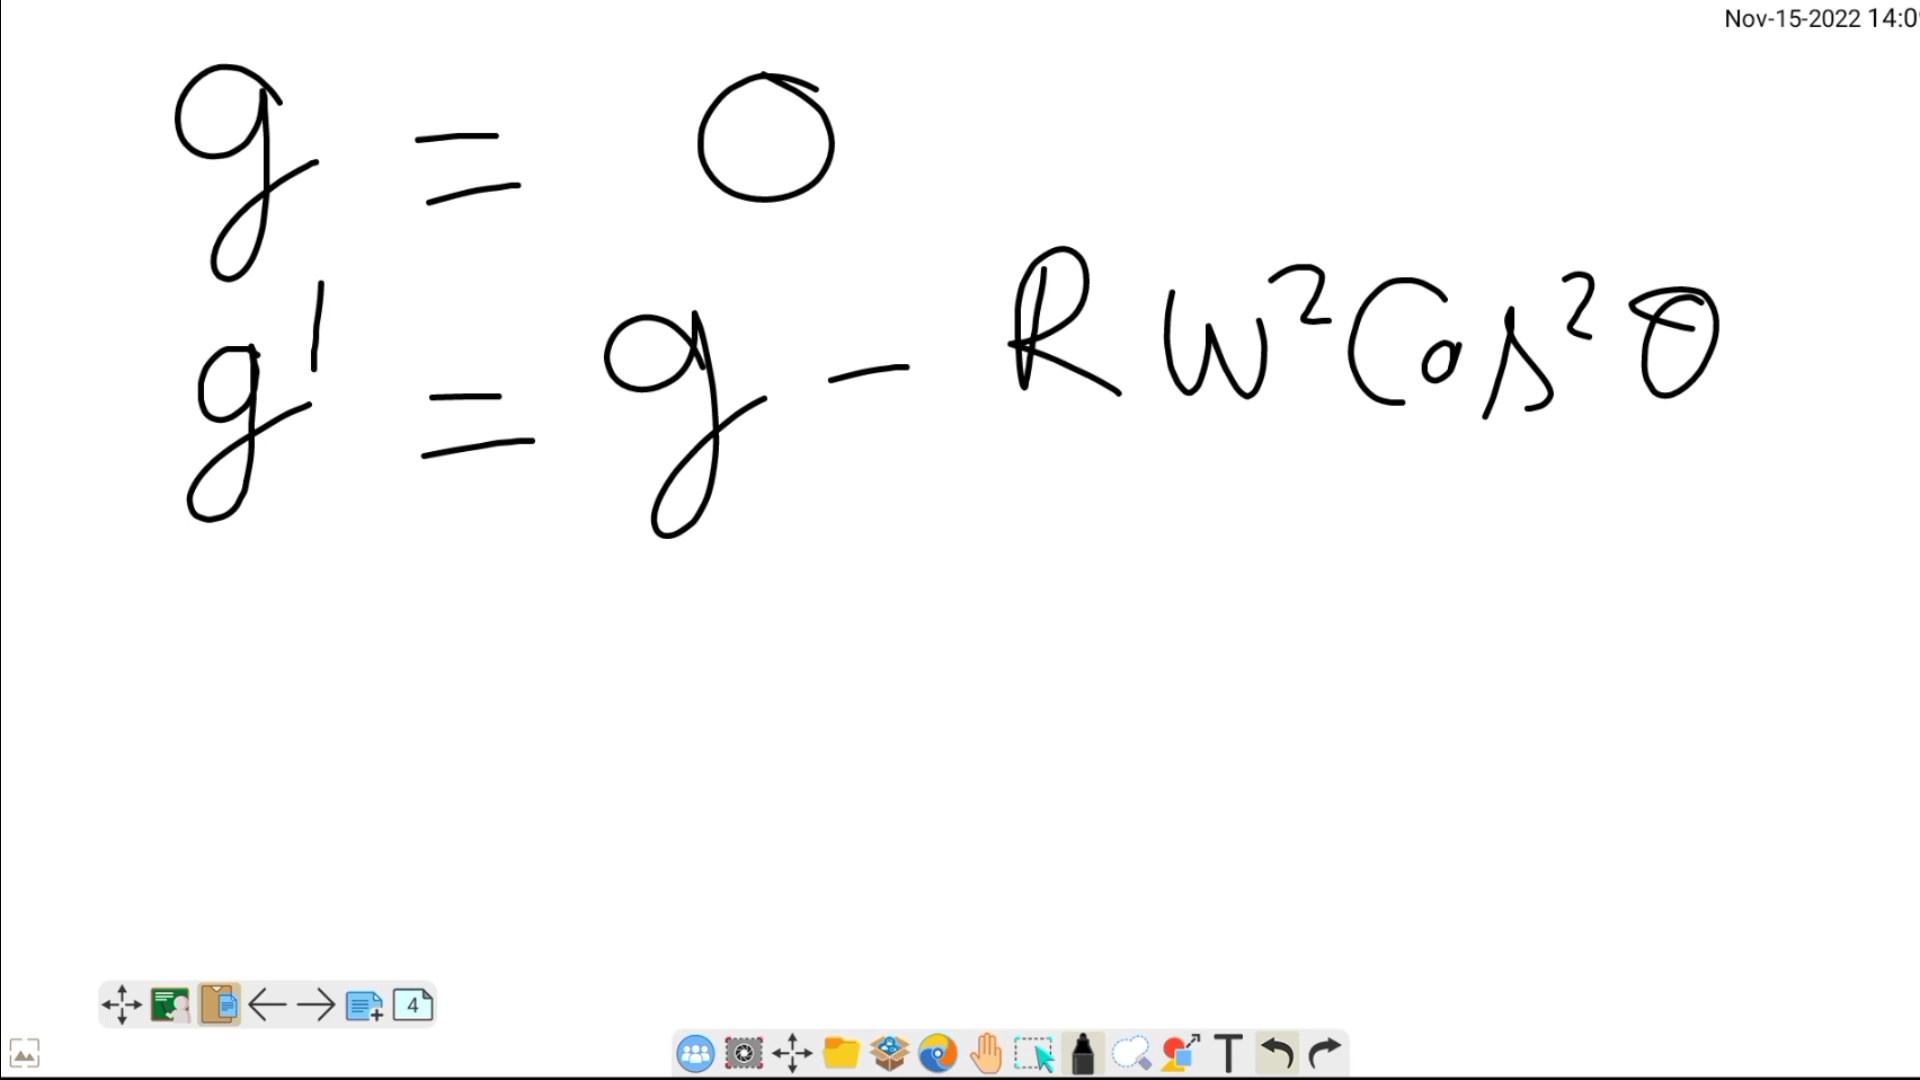 Nov-15-2022 14:0
g = 0
g' = g - RW²Cos²θ
4
T